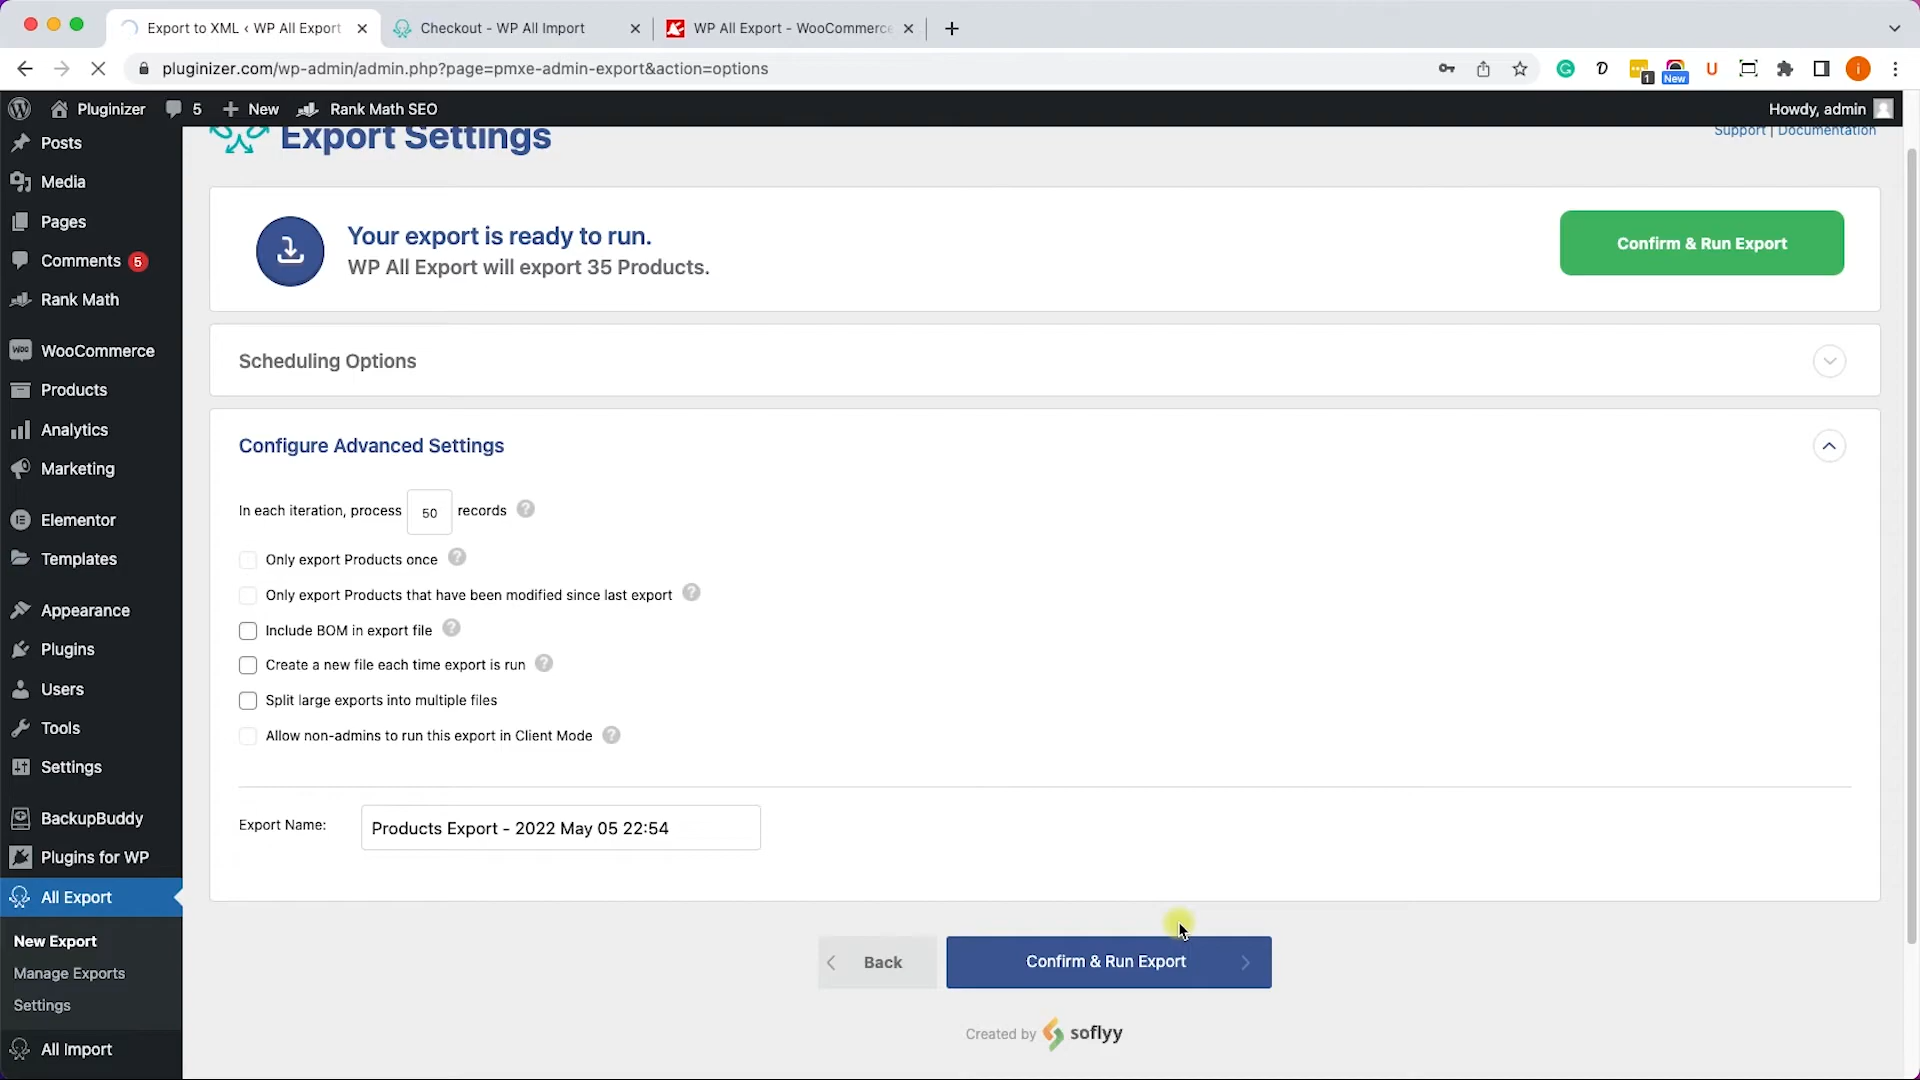 Export to XML ‹ WP All Export
Checkout - WP All Import
WP All Export - WooCommerce
pluginizer.com/wp-admin/admin.php?page=pmxe-admin-export&action=options
1
New
U
i
Pluginizer
5
New
Rank Math SEO
Howdy, admin
Posts
Media
Pages
Comments 5
Rank Math
WooCommerce
Products
Analytics
Marketing
Elementor
Templates
Appearance
Plugins
Users
Tools
Settings
BackupBuddy
Plugins for WP
All Export
New Export
Manage Exports
Settings
All Import
Export Settings
Support | Documentation
Your export is ready to run.
WP All Export will export 35 Products.
Confirm & Run Export
Scheduling Options
Configure Advanced Settings
In each iteration, process 50 records ?
Only export Products once ?
Only export Products that have been modified since last export ?
Include BOM in export file ?
Create a new file each time export is run ?
Split large exports into multiple files
Allow non-admins to run this export in Client Mode ?
Export Name: Products Export - 2022 May 05 22:54
Back
Confirm & Run Export
Created by soflyy